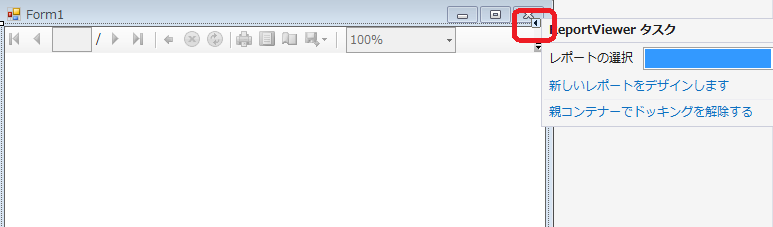 Form1
/
100%
ReportViewer タスク
レポートの選択
新しいレポートをデザインします
親コンテナーでドッキングを解除する